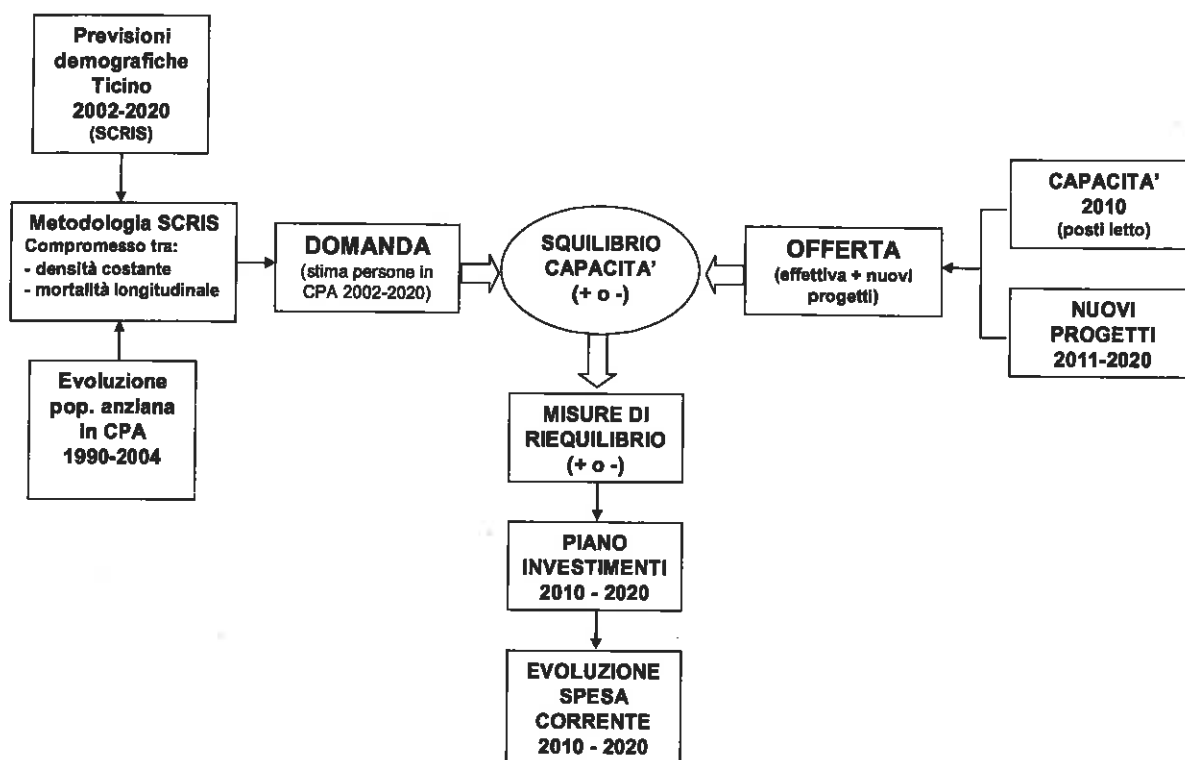 Previsioni
demografiche
Ticino
2002-2020
(SCRIS)
Metodologia SCRIS
Compromesso tra:
- densità costante
- mortalità longitudinale
Evoluzione
pop. anziana
in CPA
1990-2004
DOMANDA
(stima persone in
CPA 2002-2020)
SQUILIBRIO
CAPACITA'
(+ o -)
OFFERTA
(effettiva + nuovi
progetti)
CAPACITA'
2010
(posti letto)
NUOVI
PROGETTI
2011-2020
MISURE DI
RIEQUILIBRIO
(+ o -)
PIANO
INVESTIMENTI
2010 - 2020
EVOLUZIONE
SPESA
CORRENTE
2010 - 2020